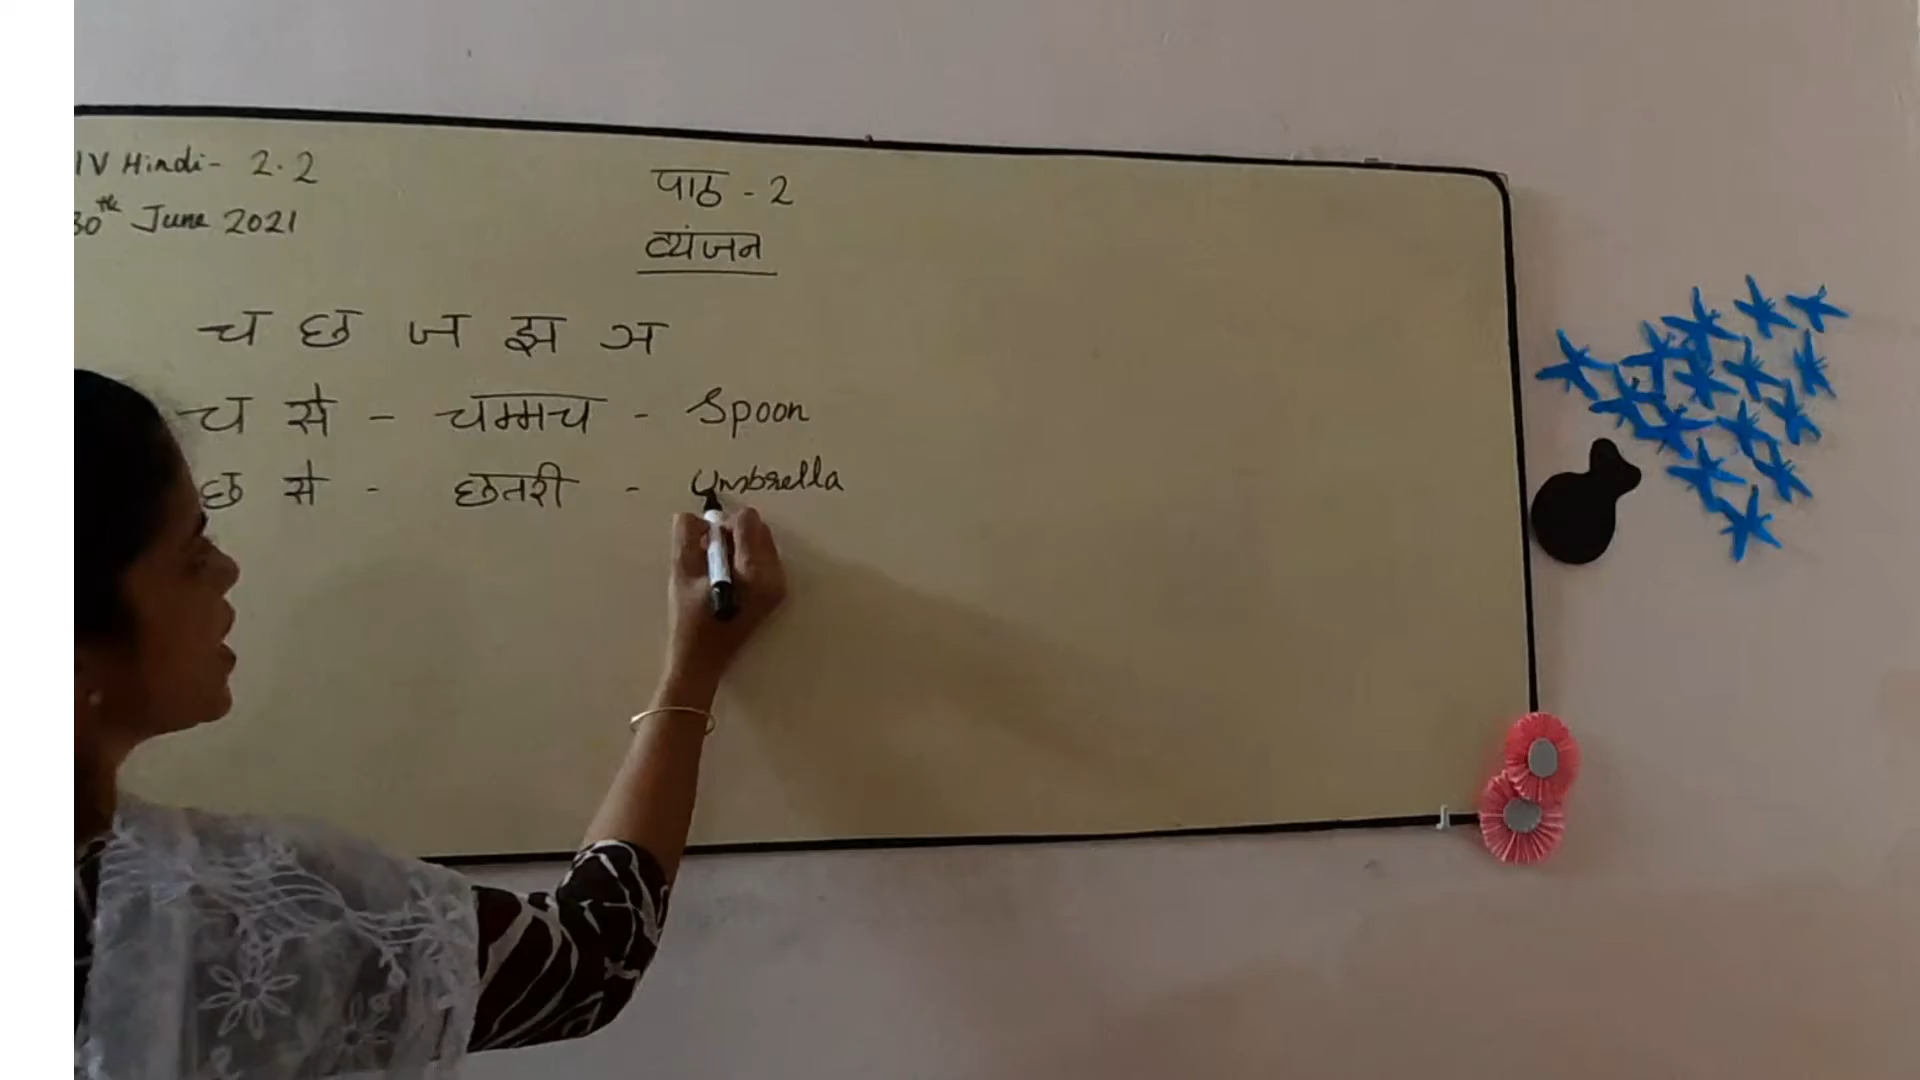 IV Hindi- 2.2
30th June 2021
पाठ - 2
व्यंजन
च छ ज झ ञ
च से - चम्मच - Spoon
छ से - छतरी - Umbrella